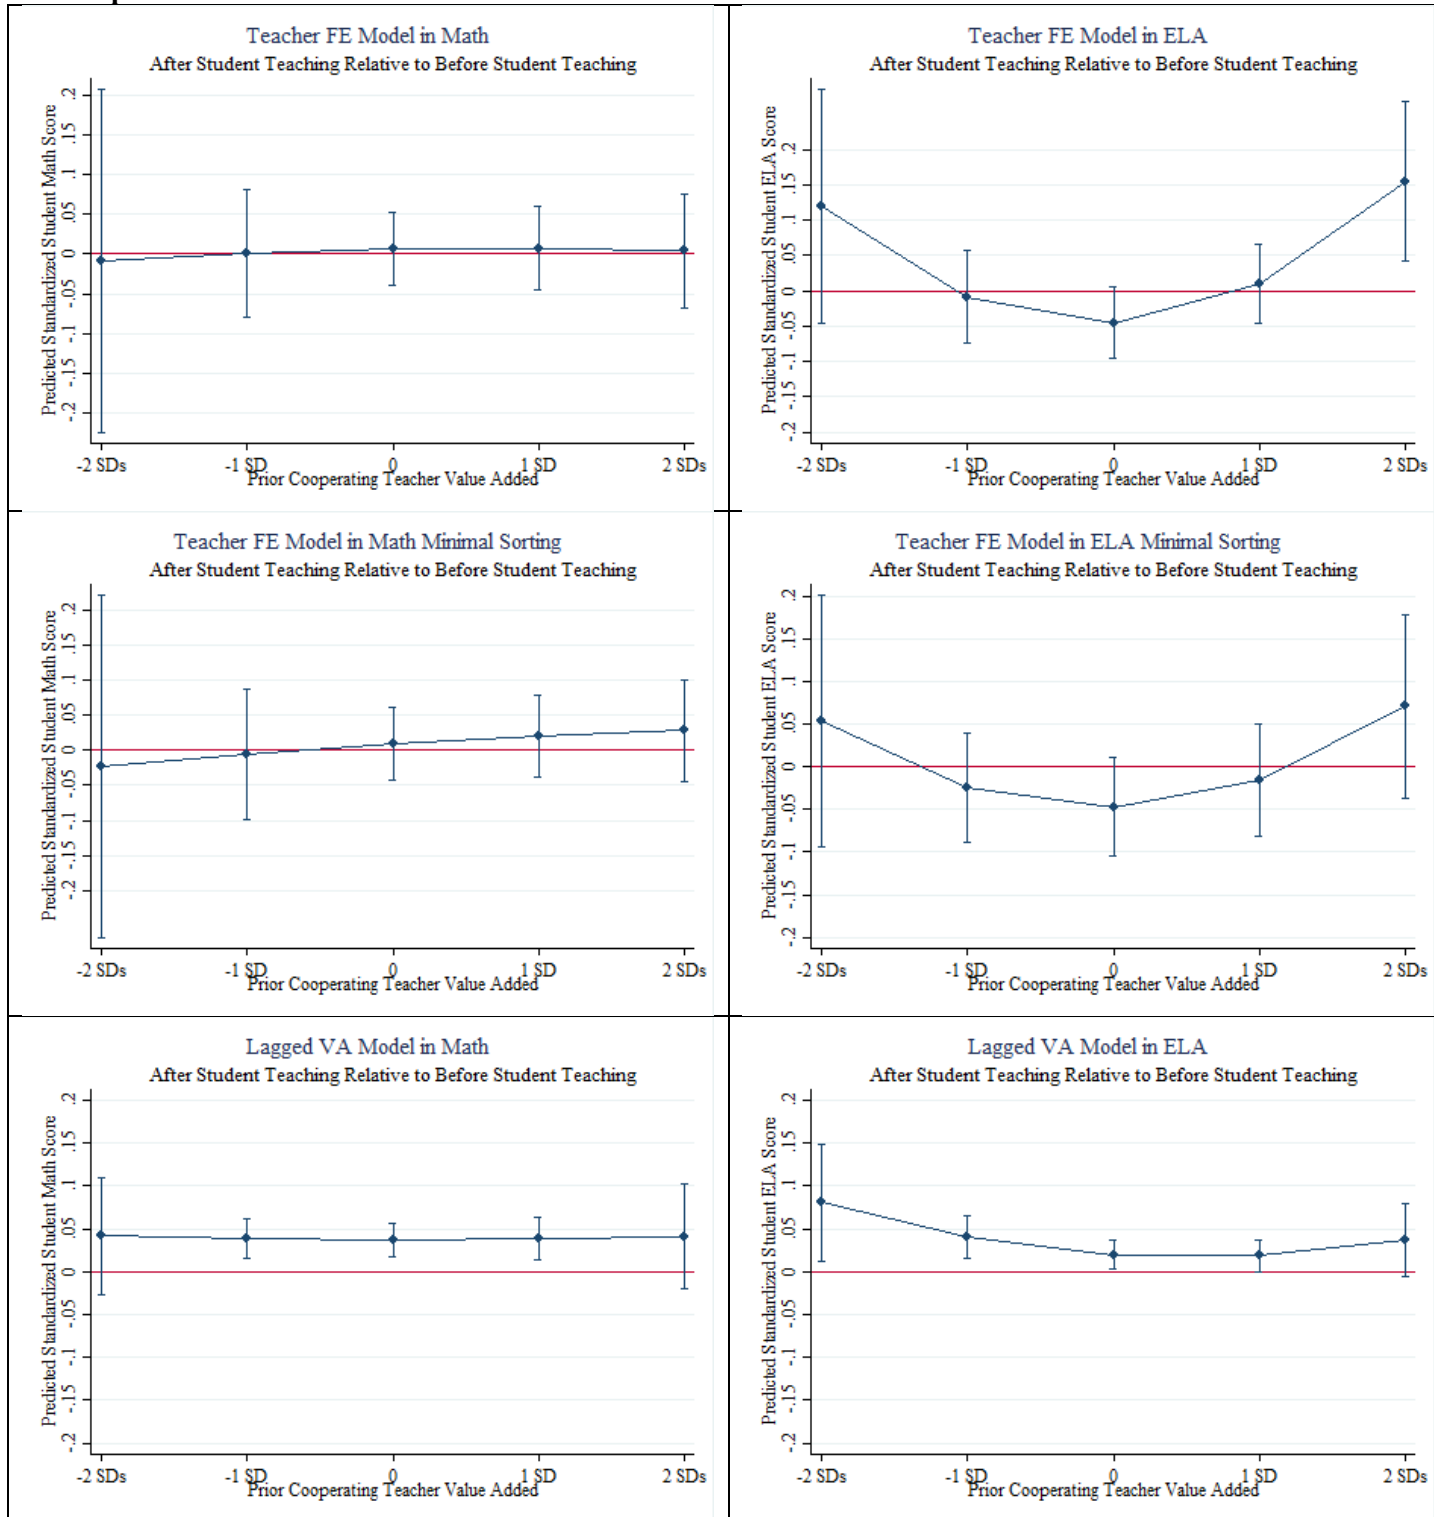 Teacher FE Model in Math
After Student Teaching Relative to Before Student Teaching
Predicted Standardized Student Math Score
.2
.15
.1
.05
0
-.05
-.1
-.15
-.2
-2 SDs
-1 SD
0
1 SD
2 SDs
Prior Cooperating Teacher Value Added
Teacher FE Model in ELA
After Student Teaching Relative to Before Student Teaching
Predicted Standardized Student ELA Score
.2
.15
.1
.05
0
-.05
-.1
-.15
-.2
-2 SDs
-1 SD
0
1 SD
2 SDs
Prior Cooperating Teacher Value Added
Teacher FE Model in Math Minimal Sorting
After Student Teaching Relative to Before Student Teaching
Predicted Standardized Student Math Score
.2
.15
.1
.05
0
-.05
-.1
-.15
-.2
-2 SDs
-1 SD
0
1 SD
2 SDs
Prior Cooperating Teacher Value Added
Teacher FE Model in ELA Minimal Sorting
After Student Teaching Relative to Before Student Teaching
Predicted Standardized Student ELA Score
.2
.15
.1
.05
0
-.05
-.1
-.15
-.2
-2 SDs
-1 SD
0
1 SD
2 SDs
Prior Cooperating Teacher Value Added
Lagged VA Model in Math
After Student Teaching Relative to Before Student Teaching
Predicted Standardized Student Math Score
.2
.15
.1
.05
0
-.05
-.1
-.15
-.2
-2 SDs
-1 SD
0
1 SD
2 SDs
Prior Cooperating Teacher Value Added
Lagged VA Model in ELA
After Student Teaching Relative to Before Student Teaching
Predicted Standardized Student ELA Score
.2
.15
.1
.05
0
-.05
-.1
-.15
-.2
-2 SDs
-1 SD
0
1 SD
2 SDs
Prior Cooperating Teacher Value Added